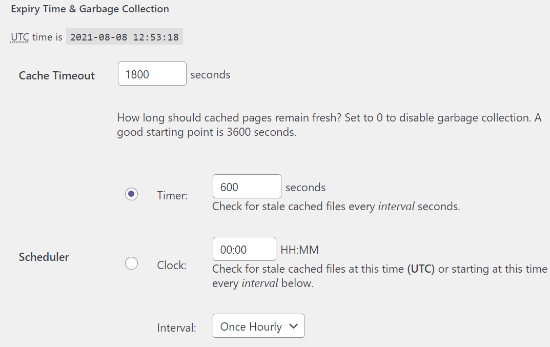 Expiry Time & Garbage Collection
UTC time is 2021-08-08 12:53:18
Cache Timeout 1800 seconds
How long should cached pages remain fresh? Set to 0 to disable garbage collection. A
good starting point is 3600 seconds.
Timer: 600 seconds
Check for stale cached files every interval seconds.
Scheduler
Clock: 00:00 HH:MM
Check for stale cached files at this time (UTC) or starting at this time
every interval below.
Interval: Once Hourly